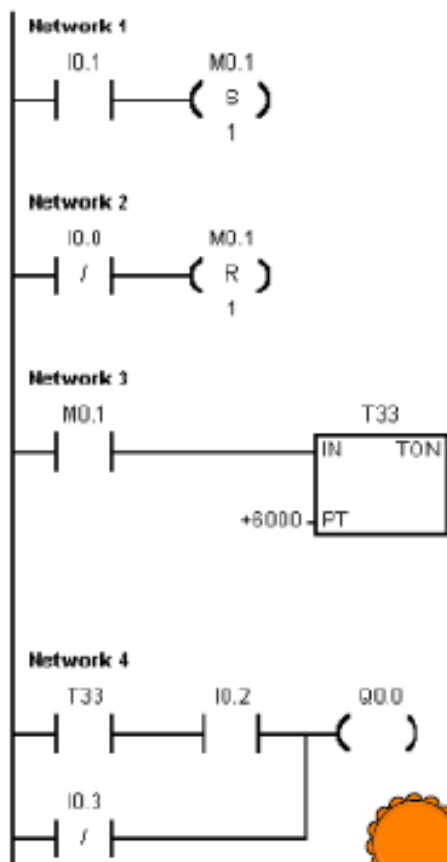 Network 1
I0.1 M0.1
S
1
Network 2
I0.0 M0.1
/ R
1
Network 3
M0.1 T33
IN TON
+6000 PT
Network 4
T33 I0.2 Q0.0
I0.3
/